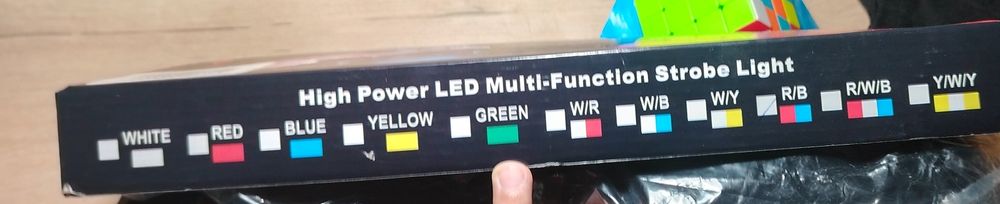 High Power LED Multi-Function Strobe Light
WHITE RED BLUE YELLOW GREEN W/R W/B W/Y R/B R/W/B Y/W/Y